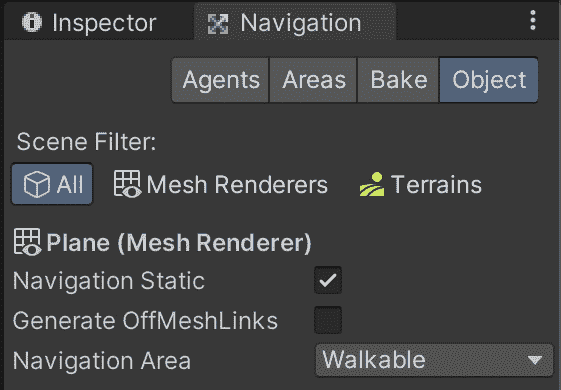 Inspector Navigation
Agents Areas Bake Object
Scene Filter:
All Mesh Renderers Terrains
Plane (Mesh Renderer)
Navigation Static
Generate OffMeshLinks
Navigation Area Walkable